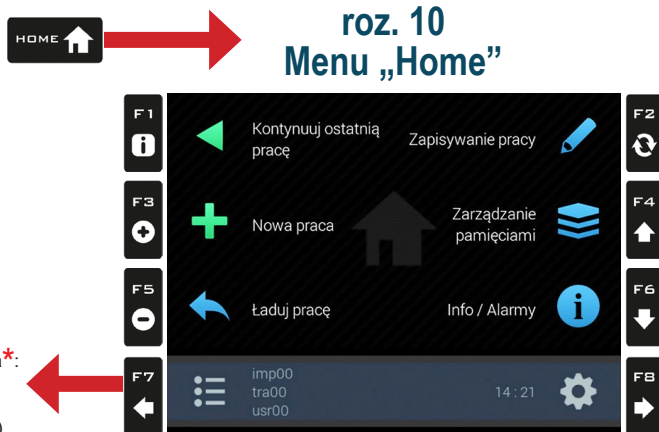 HOME
roz. 10
Menu „Home”
F1
Kontynuuj ostatnią
pracę
Zapisywanie pracy
F2
F3
Nowa praca
Zarządzanie
pamięciami
F4
F5
Ładuj pracę
Info / Alarmy
F6
*:
F7
imp00
tra00
usr00
14:21
F8
)